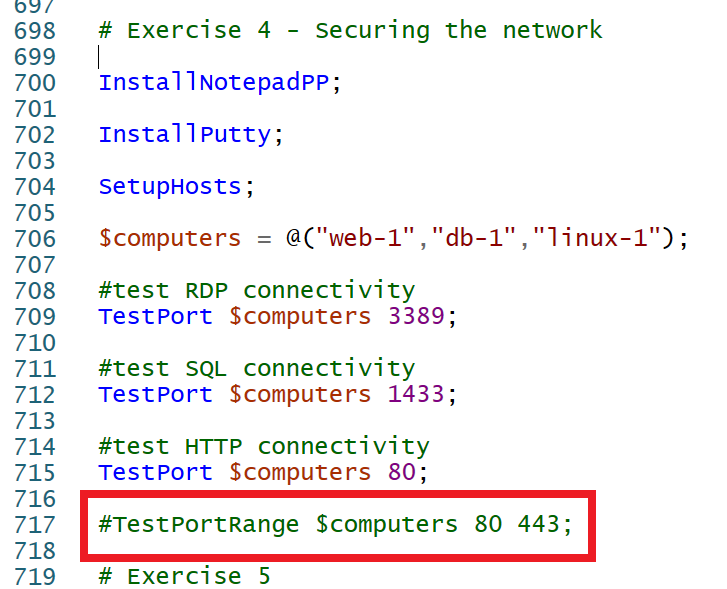 697
698 # Exercise 4 - Securing the network
699
700 InstallNotepadPP;
701
702 InstallPutty;
703
704 SetupHosts;
705
706 $computers = @("web-1","db-1","linux-1");
707
708 #test RDP connectivity
709 TestPort $computers 3389;
710
711 #test SQL connectivity
712 TestPort $computers 1433;
713
714 #test HTTP connectivity
715 TestPort $computers 80;
716
717 #TestPortRange $computers 80 443;
718
719 # Exercise 5